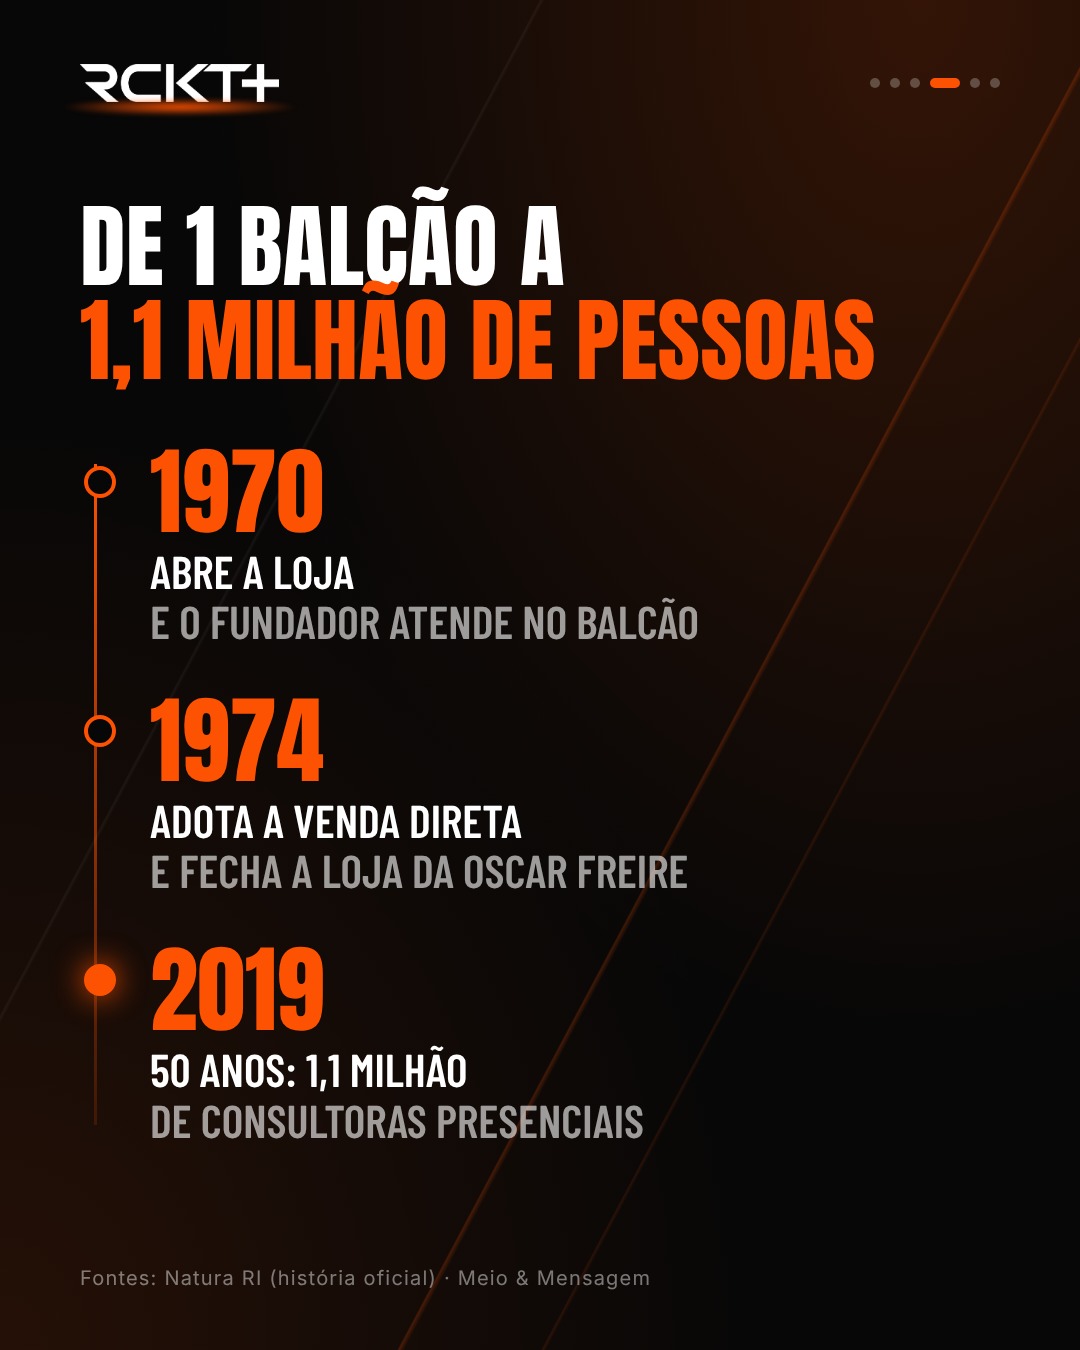 RCKT+
DE 1 BALCÃO A
1,1 MILHÃO DE PESSOAS
1970
ABRE A LOJA
E O FUNDADOR ATENDE NO BALCÃO
1974
ADOTA A VENDA DIRETA
E FECHA A LOJA DA OSCAR FREIRE
2019
50 ANOS: 1,1 MILHÃO
DE CONSULTORAS PRESENCIAIS
Fontes: Natura RI (história oficial) · Meio & Mensagem